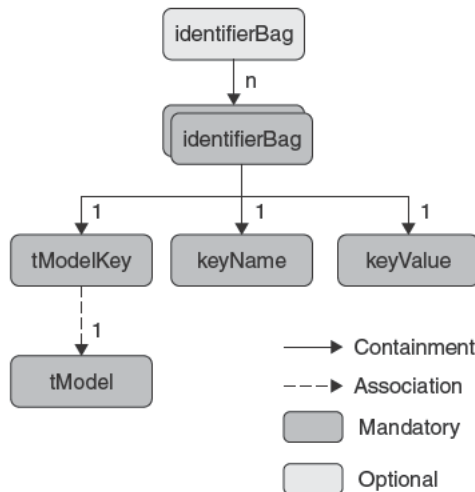 identifierBag
n
identifierBag
1
1
1
tModelKey
keyName
keyValue
1
tModel
Containment
Association
Mandatory
Optional